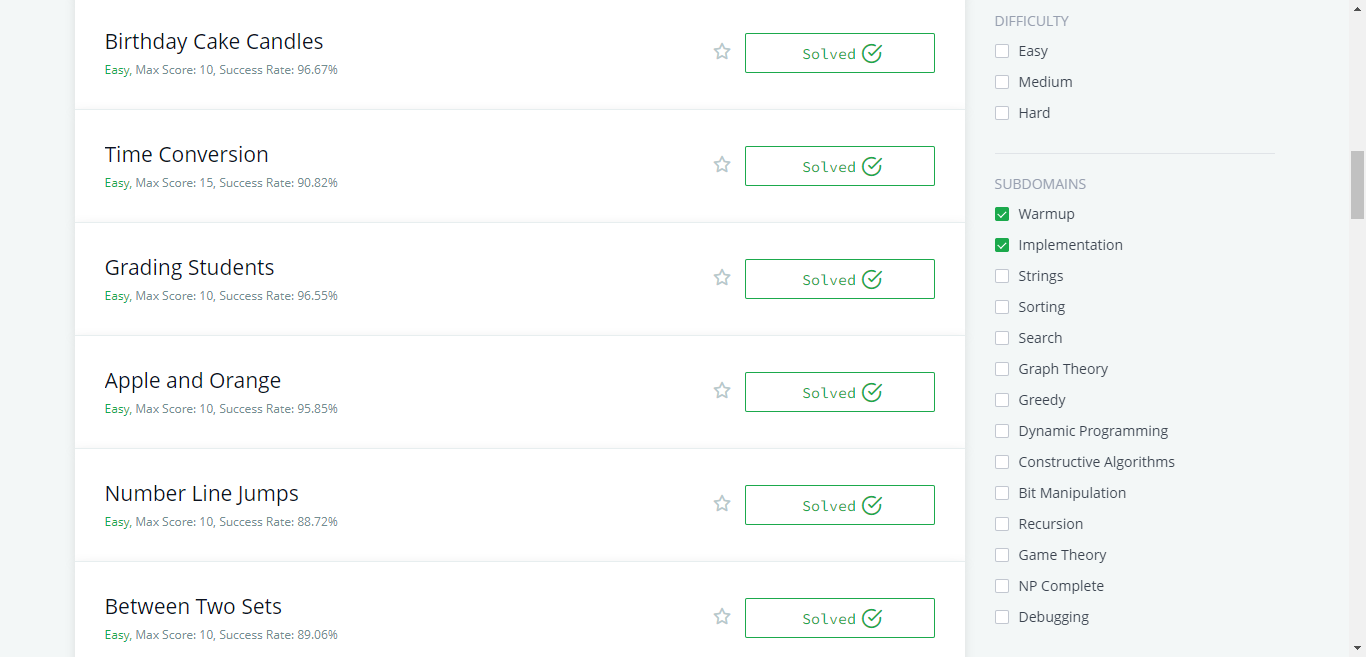 Birthday Cake Candles
Easy, Max Score: 10, Success Rate: 96.67%
Solved
Time Conversion
Easy, Max Score: 15, Success Rate: 90.82%
Solved
Grading Students
Easy, Max Score: 10, Success Rate: 96.55%
Solved
Apple and Orange
Easy, Max Score: 10, Success Rate: 95.85%
Solved
Number Line Jumps
Easy, Max Score: 10, Success Rate: 88.72%
Solved
Between Two Sets
Easy, Max Score: 10, Success Rate: 89.06%
Solved
DIFFICULTY
Easy
Medium
Hard
SUBDOMAINS
Warmup
Implementation
Strings
Sorting
Search
Graph Theory
Greedy
Dynamic Programming
Constructive Algorithms
Bit Manipulation
Recursion
Game Theory
NP Complete
Debugging